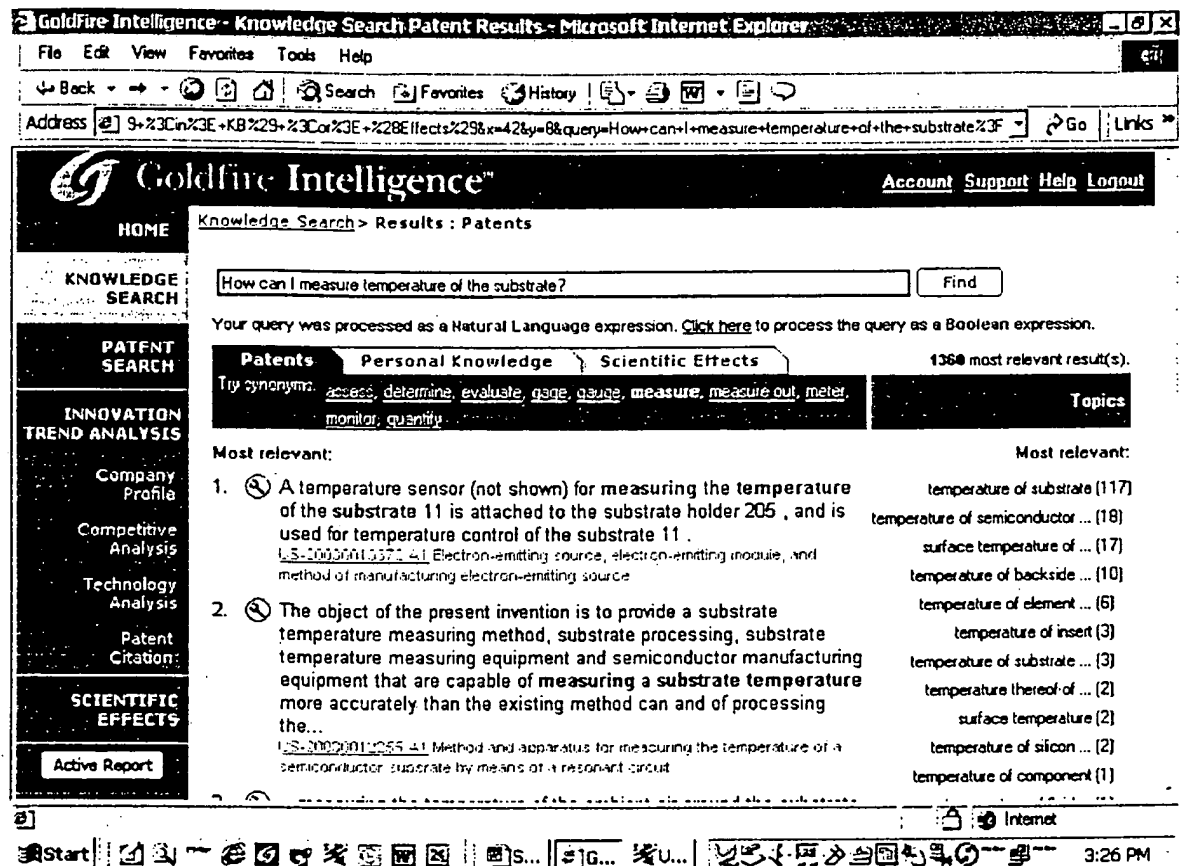 GoldFire Intelligence - Knowledge Search Patent Results - Microsoft Internet Explorer
File Edit View Favorites Tools Help
Back Search Favorites History
Address 9+%3Cin%3E+KB%29+%3Cor%3E+%28Effects%29&x=42&y=8&query=How+can+I+measure+temperature+of+the+substrate%3F Go Links »
Goldfire Intelligence™
Account Support Help Logout
HOME
KNOWLEDGE SEARCH
PATENT SEARCH
INNOVATION TREND ANALYSIS
Company Profile
Competitive Analysis
Technology Analysis
Patent Citation
SCIENTIFIC EFFECTS
Active Report
Knowledge Search > Results : Patents
How can I measure temperature of the substrate? Find
Your query was processed as a Natural Language expression. Click here to process the query as a Boolean expression.
Patents Personal Knowledge Scientific Effects 1360 most relevant result(s).
Try synonyms: assess, determine, evaluate, gage, gauge, measure, measure out, meter,
monitor, quantify
Most relevant:
1. A temperature sensor (not shown) for measuring the temperature
of the substrate 11 is attached to the substrate holder 205 , and is
used for temperature control of the substrate 11 .
Electron-emitting source, electron-emitting module, and
method of manufacturing electron-emitting source
2. The object of the present invention is to provide a substrate
temperature measuring method, substrate processing, substrate
temperature measuring equipment and semiconductor manufacturing
equipment that are capable of measuring a substrate temperature
more accurately than the existing method can and of processing
the...
Method and apparatus for measuring the temperature of a
semiconductor substrate by means of a resonant circuit
Topics
Most relevant:
temperature of substrate (117)
temperature of semiconductor ... (18)
surface temperature of ... (17)
temperature of backside ... (10)
temperature of element ... (6)
temperature of insert (3)
temperature of substrate ... (3)
temperature thereof of ... (2)
surface temperature (2)
temperature of silicon ... (2)
temperature of component (1)
Internet
Start S... G... U... 3:26 PM